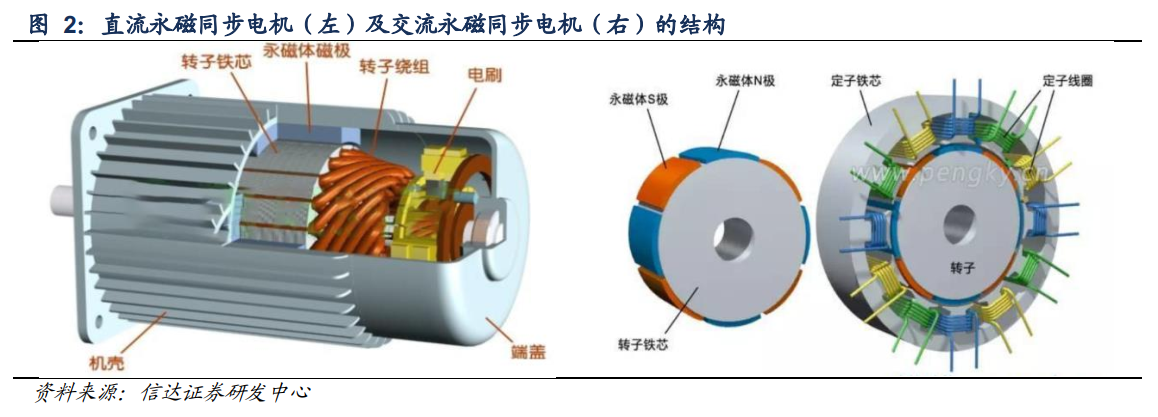 图 2：直流永磁同步电机（左）及交流永磁同步电机（右）的结构
永磁体磁极
转子铁芯
转子绕组
电刷
机壳
端盖
永磁体N极
永磁体S极
转子铁芯
定子铁芯
定子线圈
www.pengky.cn
转子
资料来源：信达证券研发中心